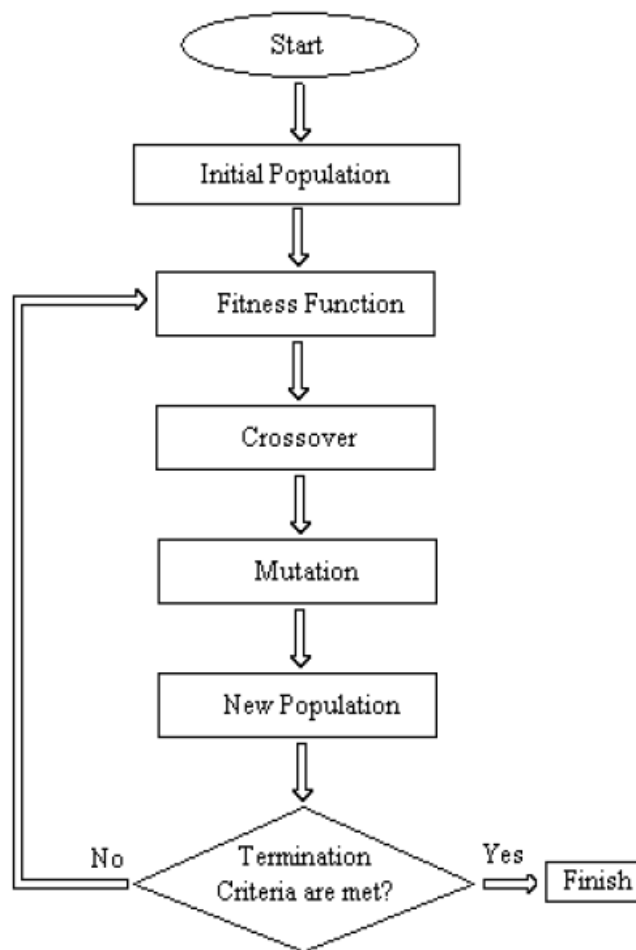 Start
Initial Population
Fitness Function
Crossover
Mutation
New Population
No
Termination
Criteria are met?
Yes
Finish